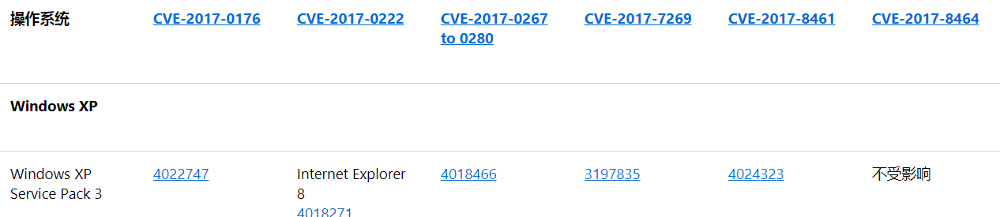 操作系统 CVE-2017-0176 CVE-2017-0222 CVE-2017-0267 CVE-2017-7269 CVE-2017-8461 CVE-2017-8464
to 0280
Windows XP
Windows XP 4022747 Internet Explorer 4018466 3197835 4024323 不受影响
Service Pack 3 8
4018271